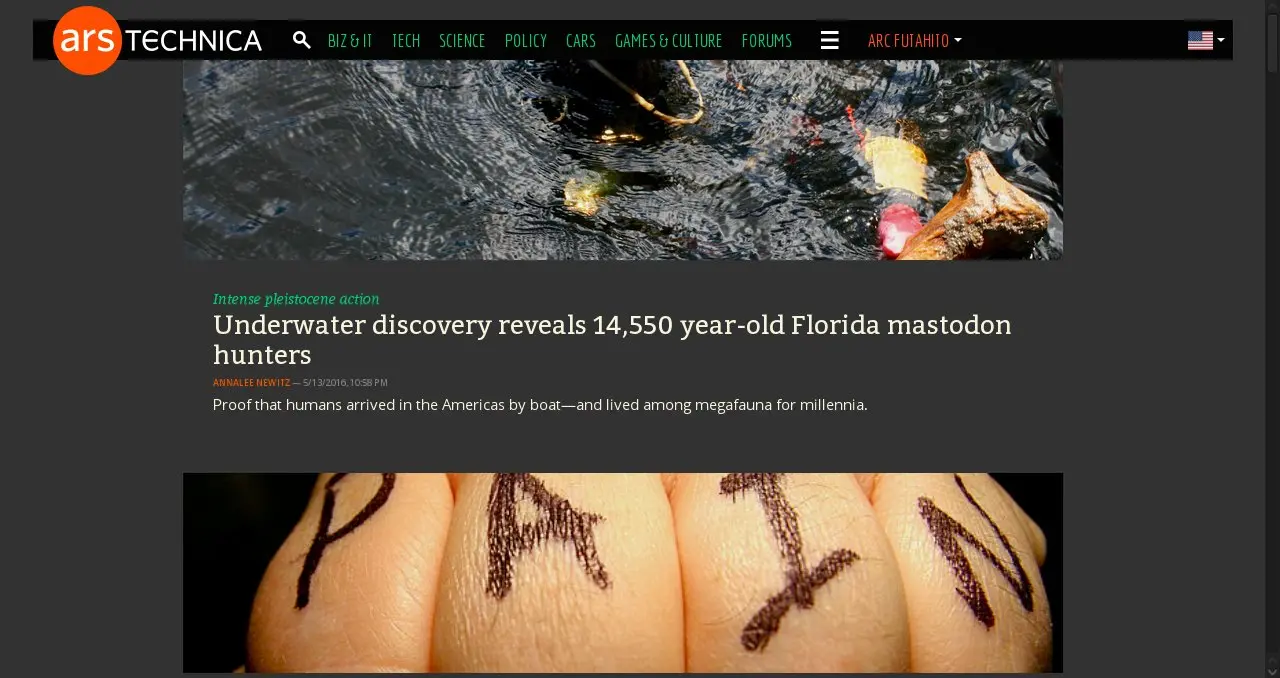 ars TECHNICA BIZ & IT TECH SCIENCE POLICY CARS GAMES & CULTURE FORUMS ARC FUTAHITO
Intense pleistocene action
Underwater discovery reveals 14,550 year-old Florida mastodon
hunters
ANNALEE NEWITZ — 5/13/2016, 10:58 PM
Proof that humans arrived in the Americas by boat—and lived among megafauna for millennia.
PAIN